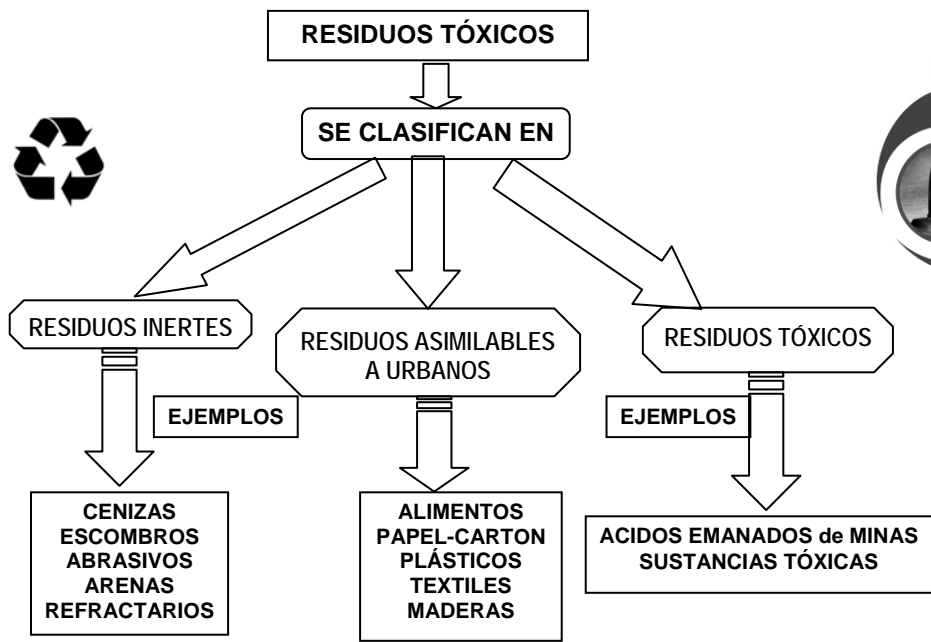 RESIDUOS TÓXICOS
SE CLASIFICAN EN
RESIDUOS INERTES
RESIDUOS ASIMILABLES
A URBANOS
RESIDUOS TÓXICOS
EJEMPLOS
EJEMPLOS
CENIZAS
ESCOMBROS
ABRASIVOS
ARENAS
REFRACTARIOS
ALIMENTOS
PAPEL-CARTON
PLÁSTICOS
TEXTILES
MADERAS
ACIDOS EMANADOS de MINAS
SUSTANCIAS TÓXICAS